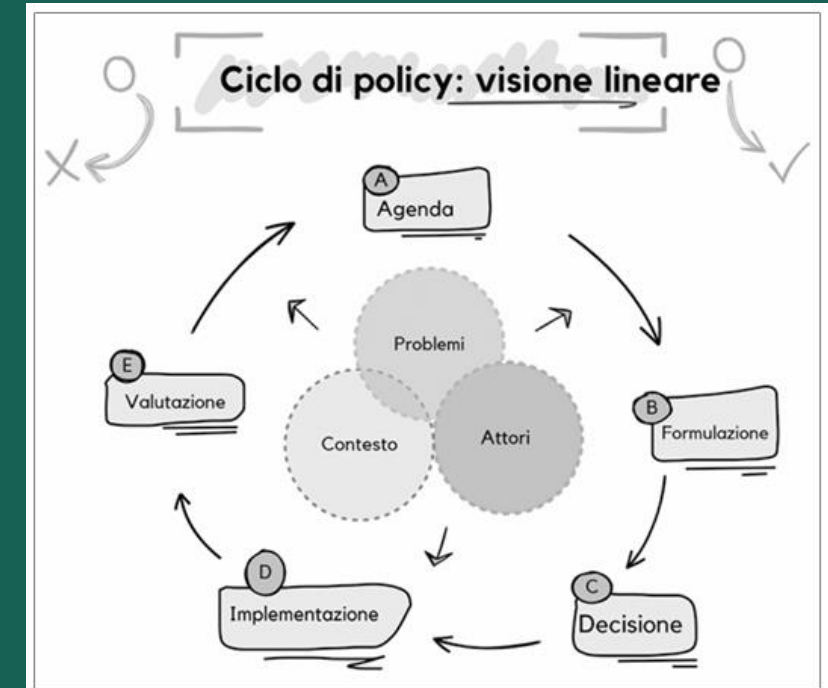 Ciclo di policy: visione lineare
A
Agenda
Problemi
E
Valutazione
B
Formulazione
Contesto
Attori
D
Implementazione
C
Decisione